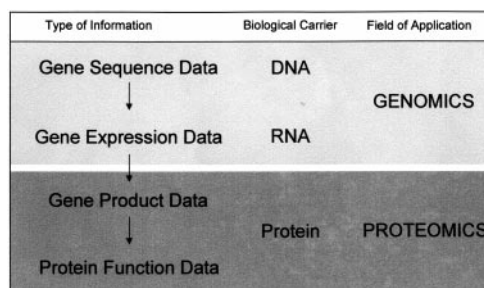 Type of Information Biological Carrier Field of Application
Gene Sequence Data DNA
GENOMICS
Gene Expression Data RNA
Gene Product Data
Protein PROTEOMICS
Protein Function Data